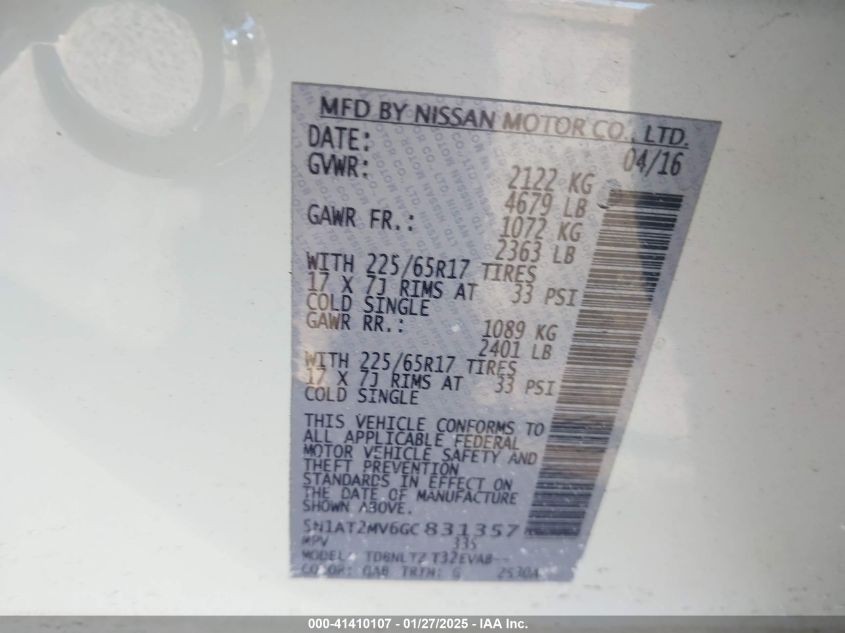 MFD BY NISSAN MOTOR CO., LTD.
DATE: 04/16
GVWR: 2122 KG
4679 LB
GAWR FR.: 1072 KG
2363 LB
WITH 225/65R17 TIRES
17 X 7J RIMS AT 33 PSI
COLD SINGLE
GAWR RR.: 1089 KG
2401 LB
WITH 225/65R17 TIRES
17 X 7J RIMS AT 33 PSI
COLD SINGLE
THIS VEHICLE CONFORMS TO
ALL APPLICABLE FEDERAL
MOTOR VEHICLE SAFETY AND
THEFT PREVENTION
STANDARDS IN EFFECT ON
THE DATE OF MANUFACTURE
SHOWN ABOVE.
5N1AT2MV6GC831357
MPV 335
MODEL:
COLOR: QAB TRIM: G
000-41410107 - 01/27/2025 - IAA Inc.